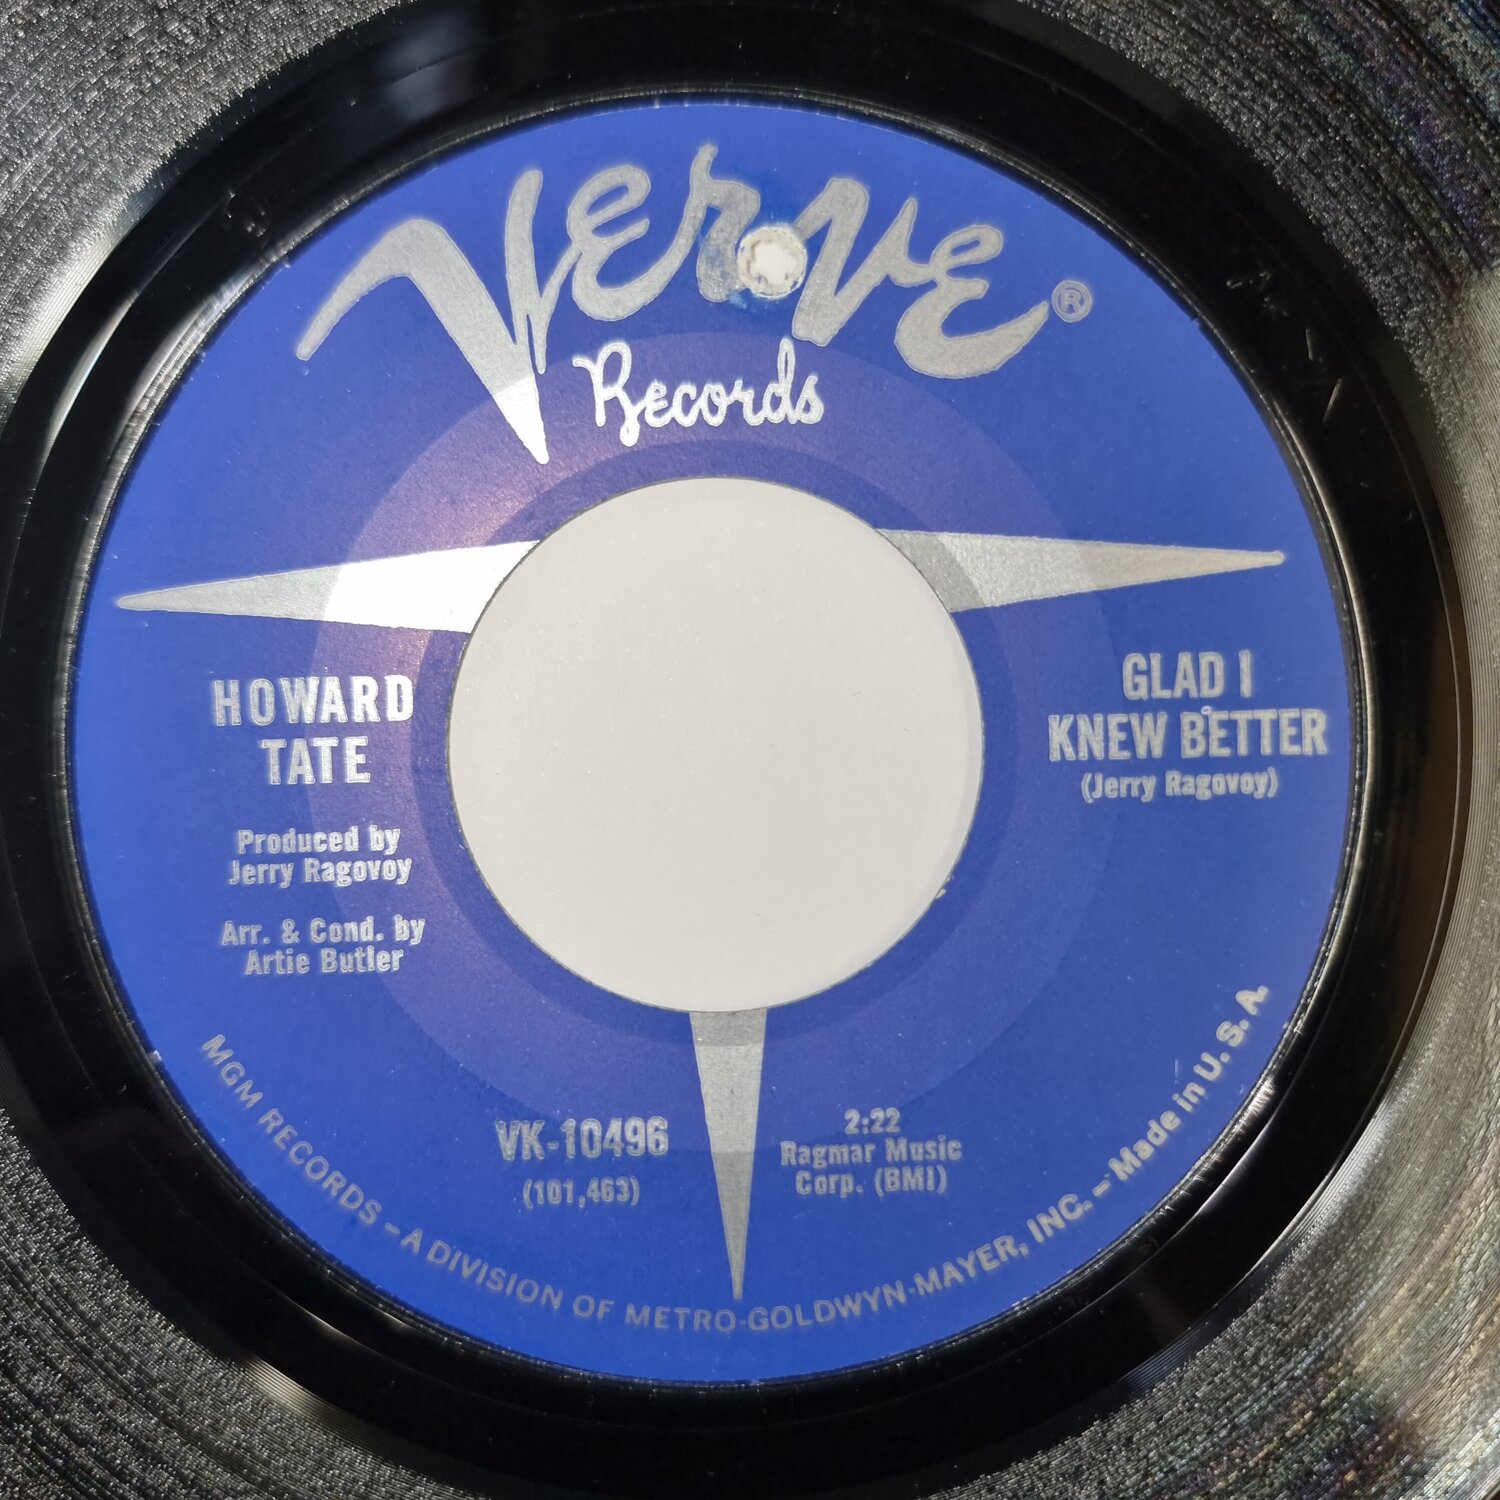 Verve®
Records
HOWARD
TATE
Produced by
Jerry Ragovoy
Arr. & Cond. by
Artie Butler
GLAD I
KNEW BETTER
(Jerry Ragovoy)
VK-10496
(101,463)
2:22
Ragmar Music
Corp. (BMI)
MGM RECORDS – A DIVISION OF METRO-GOLDWYN-MAYER, INC. – Made in U. S. A.